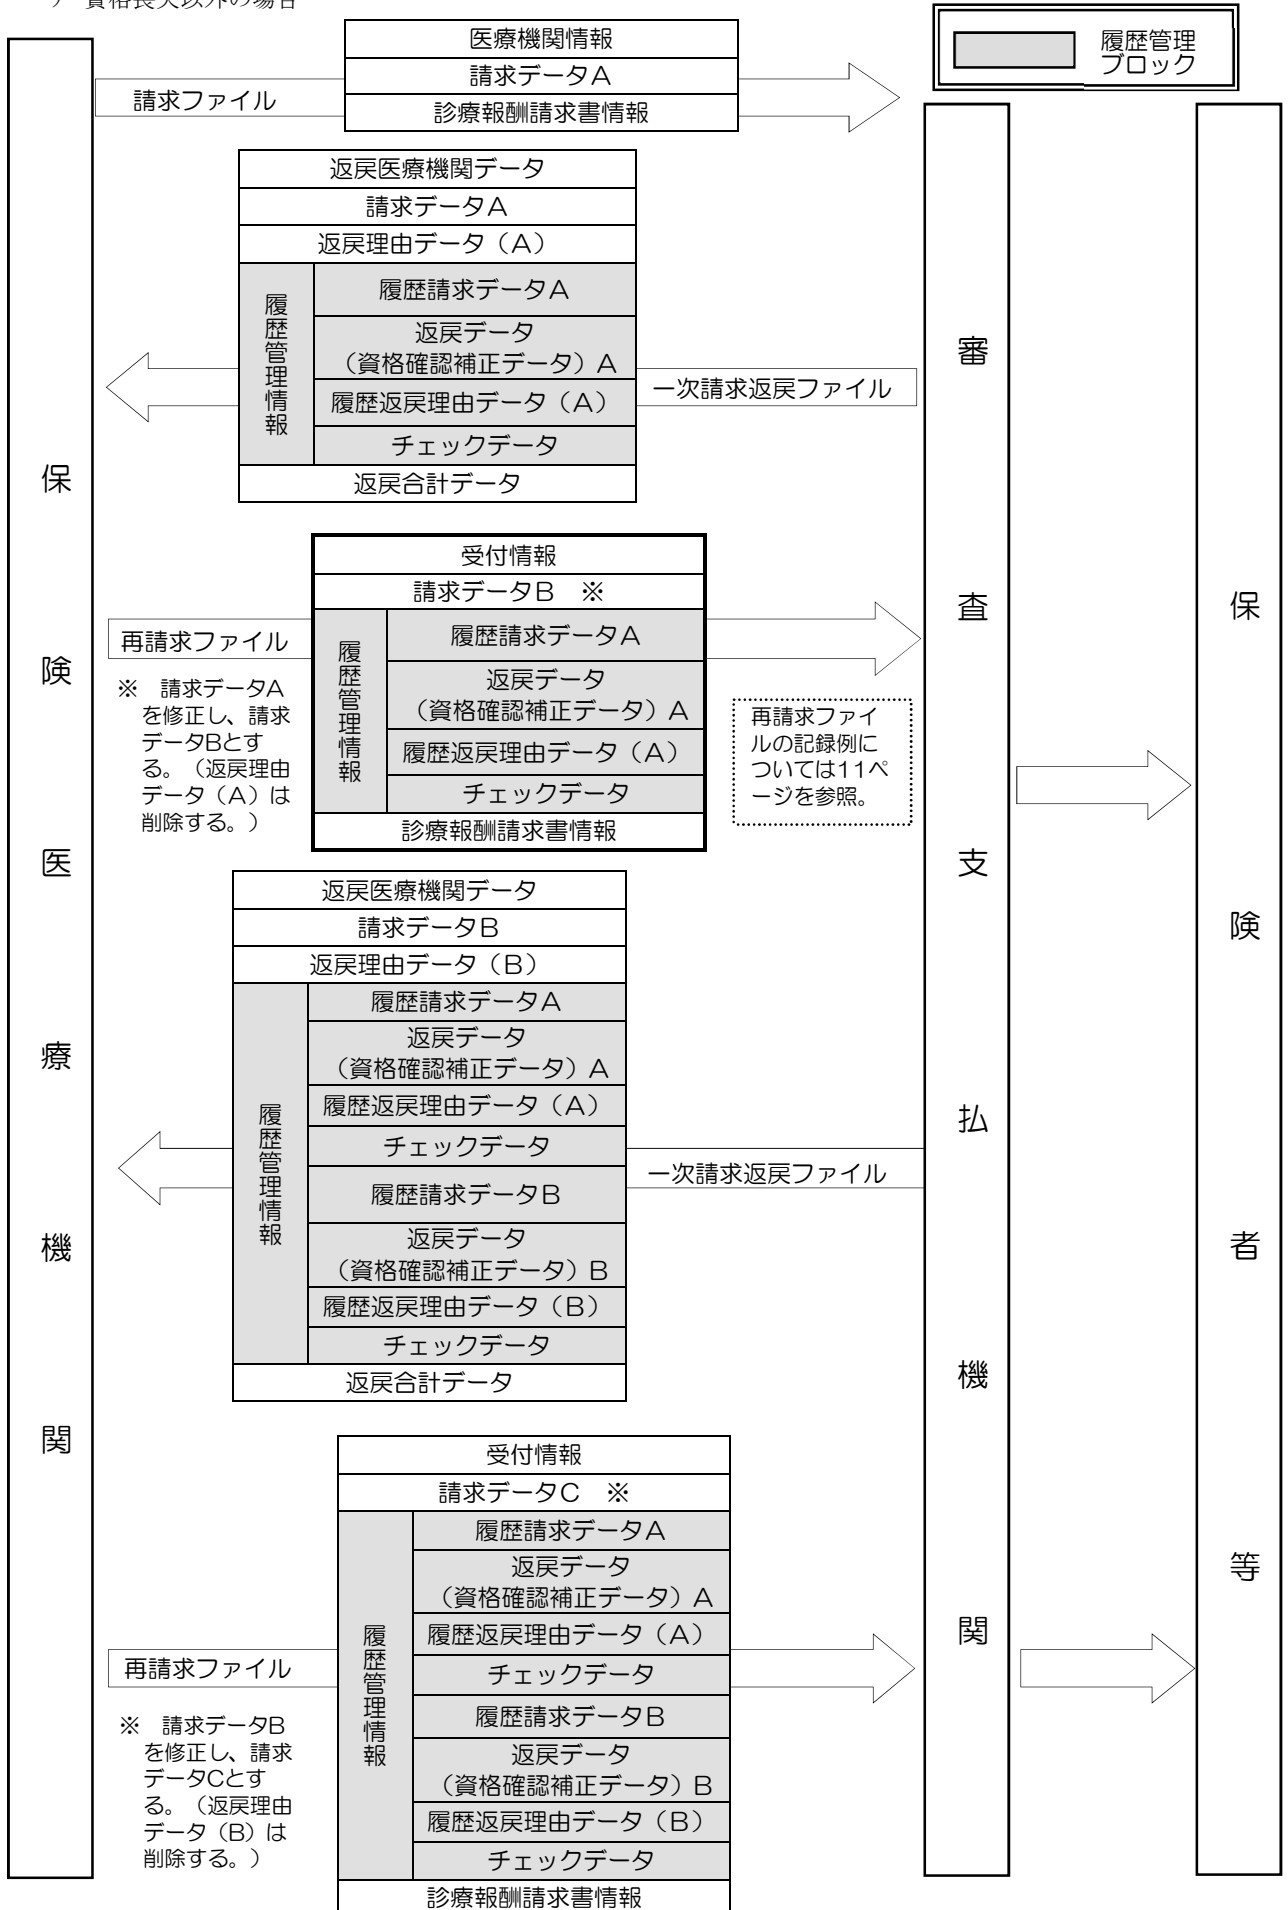 資格喪失以外の場合
履歴管理
ブロック
保険医療機関
審査支払機関
保険者等
請求ファイル
医療機関情報
請求データA
診療報酬請求書情報
返戻医療機関データ
請求データA
返戻理由データ（A）
履歴管理情報
履歴請求データA
返戻データ
（資格確認補正データ）A
履歴返戻理由データ（A）
チェックデータ
返戻合計データ
一次請求返戻ファイル
再請求ファイル
※　請求データA
を修正し、請求
データBとす
る。（返戻理由
データ（A）は
削除する。）
受付情報
請求データB　※
履歴管理情報
履歴請求データA
返戻データ
（資格確認補正データ）A
履歴返戻理由データ（A）
チェックデータ
診療報酬請求書情報
再請求ファイ
ルの記録例に
ついては11ペ
ージを参照。
返戻医療機関データ
請求データB
返戻理由データ（B）
履歴管理情報
履歴請求データA
返戻データ
（資格確認補正データ）A
履歴返戻理由データ（A）
チェックデータ
履歴請求データB
返戻データ
（資格確認補正データ）B
履歴返戻理由データ（B）
チェックデータ
返戻合計データ
一次請求返戻ファイル
再請求ファイル
※　請求データB
を修正し、請求
データCとす
る。（返戻理由
データ（B）は
削除する。）
受付情報
請求データC　※
履歴管理情報
履歴請求データA
返戻データ
（資格確認補正データ）A
履歴返戻理由データ（A）
チェックデータ
履歴請求データB
返戻データ
（資格確認補正データ）B
履歴返戻理由データ（B）
チェックデータ
診療報酬請求書情報